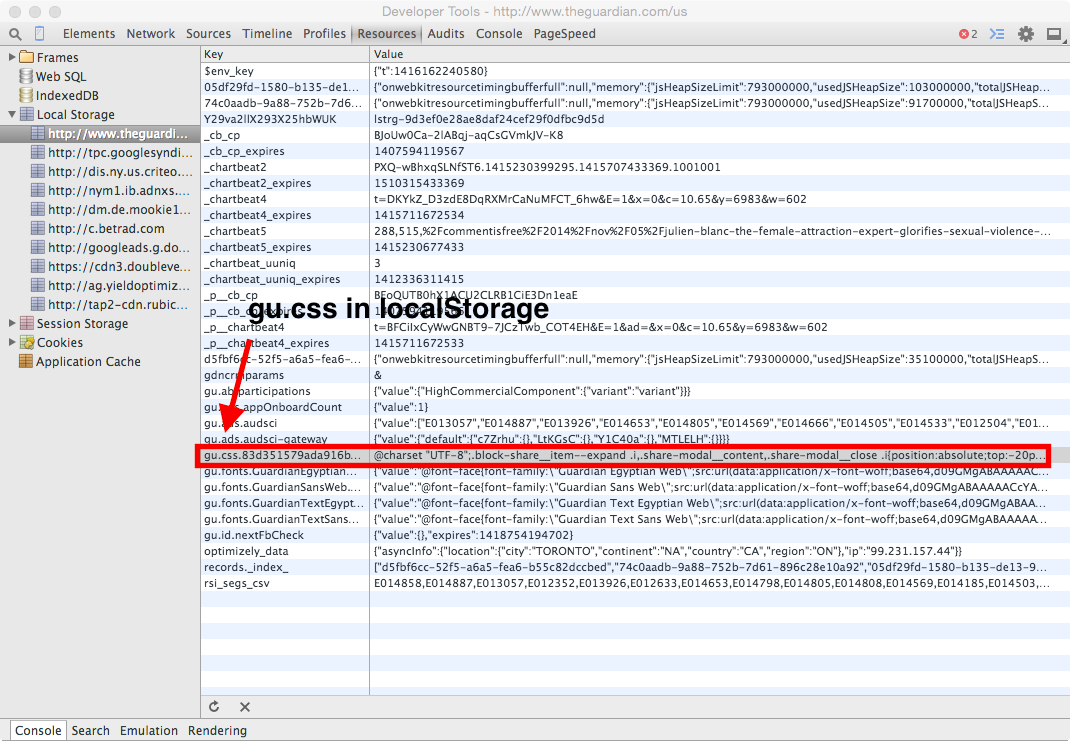 Developer Tools - http://www.theguardian.com/us
Elements Network Sources Timeline Profiles Resources Audits Console PageSpeed 2
Frames
Web SQL
IndexedDB
Local Storage
http://www.theguardi...
http://tpc.googlesyndi...
http://dis.ny.us.criteo....
http://nym1.ib.adnxs....
http://dm.de.mookie1...
http://c.betrad.com
http://googleads.g.do...
https://cdn3.doubleve...
http://ag.yieldoptimiz...
http://tap2-cdn.rubic...
Session Storage
Cookies
Application Cache
Key Value
$env_key {"t":1416162240580}
05df29fd-1580-b135-de1... {"onwebkitresourcetimingbufferfull":null,"memory":{"jsHeapSizeLimit":793000000,"usedJSHeapSize":103000000,"totalJSHeap...
74c0aadb-9a88-752b-7d6... {"onwebkitresourcetimingbufferfull":null,"memory":{"jsHeapSizeLimit":793000000,"usedJSHeapSize":91700000,"totalJSHeapS...
Y29va2llX293X25hbWUK lstrg-9d3ef0e28ae8daf24cef29f0dfbc9d5d
_cb_cp BJoUw0Ca-2lABqj-aqCsGVmkJV-K8
_cb_cp_expires 1407594119567
_chartbeat2 PXQ-wBhxqSLNfST6.1415230399295.1415707433369.1001001
_chartbeat2_expires 1510315433369
_chartbeat4 t=DKYkZ_D3zdE8DqRXMrCaNuMFCT_6hw&E=1&x=0&c=10.65&y=6983&w=602
_chartbeat4_expires 1415711672534
_chartbeat5 288,515,%2Fcommentisfree%2F2014%2Fnov%2F05%2Fjulien-blanc-the-female-attraction-expert-glorifies-sexual-violence-...
_chartbeat5_expires 1415230677433
_chartbeat_uuniq 3
_chartbeat_uuniq_expires 1412336311415
_p__cb_cp BEoQUTB0hX1ACU2CLRB1CiE3Dn1eaE
gu.css in localStorage
_p__cb_cp_expires
_p__chartbeat4 t=BFCiIxCyWwGNBT9-7JCzTwb_COT4EH&E=1&ad=&x=0&c=10.65&y=6983&w=602
_p__chartbeat4_expires 1415711672533
d5fbf6cc-52f5-a6a5-fea6-... {"onwebkitresourcetimingbufferfull":null,"memory":{"jsHeapSizeLimit":793000000,"usedJSHeapSize":35100000,"totalJSHeapS...
gdncrmparams &
gu.ab.participations {"value":{"HighCommercialComponent":{"variant":"variant"}}}
appOnboardCount {"value":1}
gu.ads.audsci {"value":["E013057","E014887","E013926","E014653","E014805","E014569","E014666","E014505","E014533","E012504","E01...
gu.ads.audsci-gateway {"value":{"default":{"c7Zrhu":{},"LtKGsC":{},"Y1C40a":{},"MTLELH":{}}}}
gu.css.83d351579ada916b... @charset "UTF-8";.block-share__item--expand .i,.share-modal__content,.share-modal__close .i{position:absolute;top:-20p...
gu.fonts.GuardianEgyptian... {"value":"@font-face{font-family:\"Guardian Egyptian Web\";src:url(data:application/x-font-woff;base64,d09GMgABAAAAAC...
gu.fonts.GuardianSansWeb.... {"value":"@font-face{font-family:\"Guardian Sans Web\";src:url(data:application/x-font-woff;base64,d09GMgABAAAAACcYA...
gu.fonts.GuardianTextEgypt... {"value":"@font-face{font-family:\"Guardian Text Egyptian Web\";src:url(data:application/x-font-woff;base64,d09GMgABAA...
gu.fonts.GuardianTextSans... {"value":"@font-face{font-family:\"Guardian Text Sans Web\";src:url(data:application/x-font-woff;base64,d09GMgABAAAAA...
gu.id.nextFbCheck {"value":{},"expires":1418754194702}
optimizely_data {"asyncInfo":{"location":{"city":"TORONTO","continent":"NA","country":"CA","region":"ON"},"ip":"99.231.157.44"}}
records._index_ ["d5fbf6cc-52f5-a6a5-fea6-b55c82dccbed","74c0aadb-9a88-752b-7d61-896c28e10a92","05df29fd-1580-b135-de13-9...
rsi_segs_csv E014858,E014887,E013057,E012352,E013926,E012633,E014653,E014798,E014805,E014808,E014569,E014185,E014503,...
Console Search Emulation Rendering